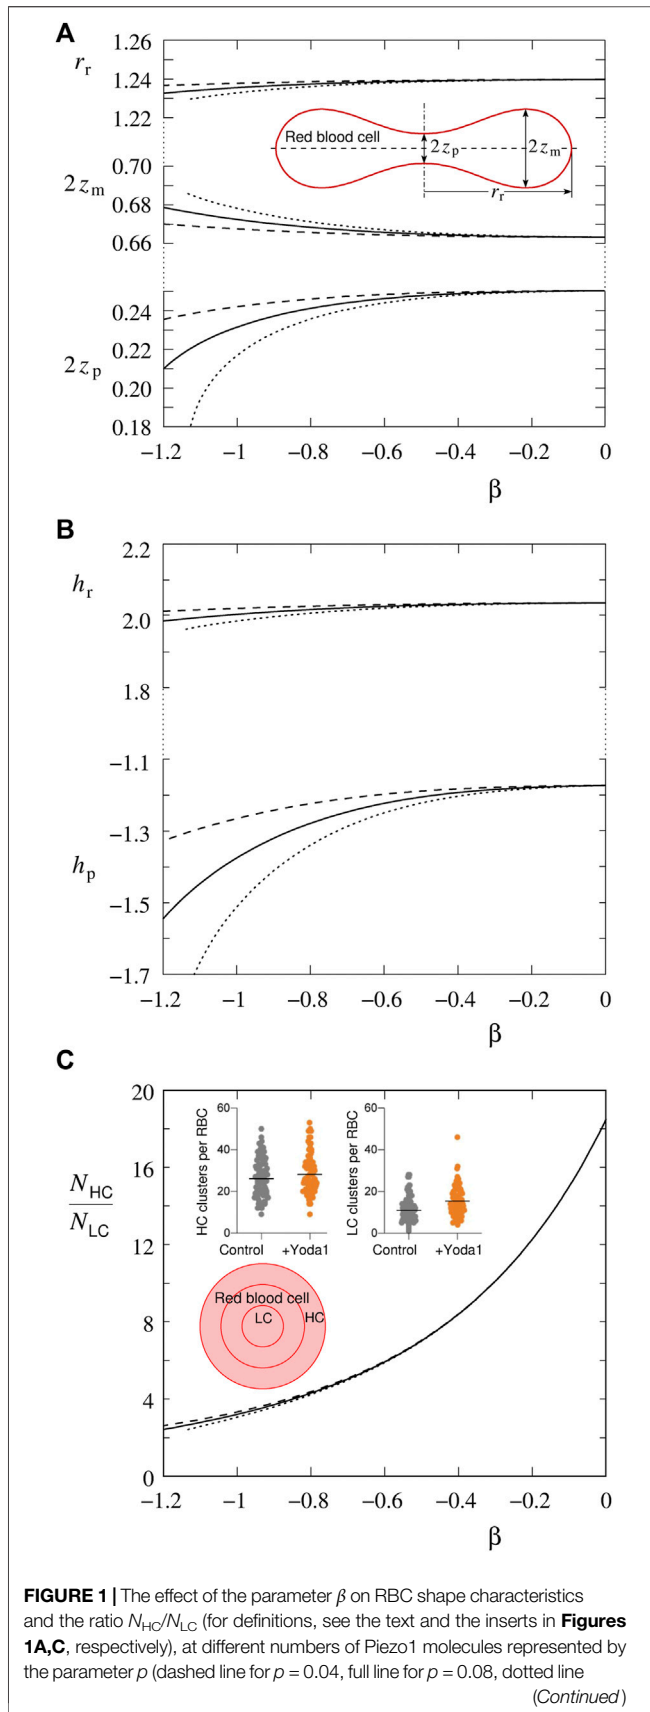 A
r_r
1.26
1.24
1.22
Red blood cell
2 z_p
2 z_m
r_r
2 z_m
0.70
0.68
0.66
2 z_p
0.24
0.22
0.20
0.18
−1.2 −1 −0.8 −0.6 −0.4 −0.2 0
β
B
h_r
2.2
2.0
1.8
h_p
−1.1
−1.3
−1.5
−1.7
−1.2 −1 −0.8 −0.6 −0.4 −0.2 0
β
C
N_HC
N_LC
20
16
12
8
4
0
HC clusters per RBC
60
40
20
0
Control +Yoda1
LC clusters per RBC
60
40
20
0
Control +Yoda1
Red blood cell
LC HC
−1.2 −1 −0.8 −0.6 −0.4 −0.2 0
β
FIGURE 1 | The effect of the parameter β on RBC shape characteristics
and the ratio N_HC/N_LC (for definitions, see the text and the inserts in Figures
1A,C, respectively), at different numbers of Piezo1 molecules represented by
the parameter p (dashed line for p = 0.04, full line for p = 0.08, dotted line
(Continued)